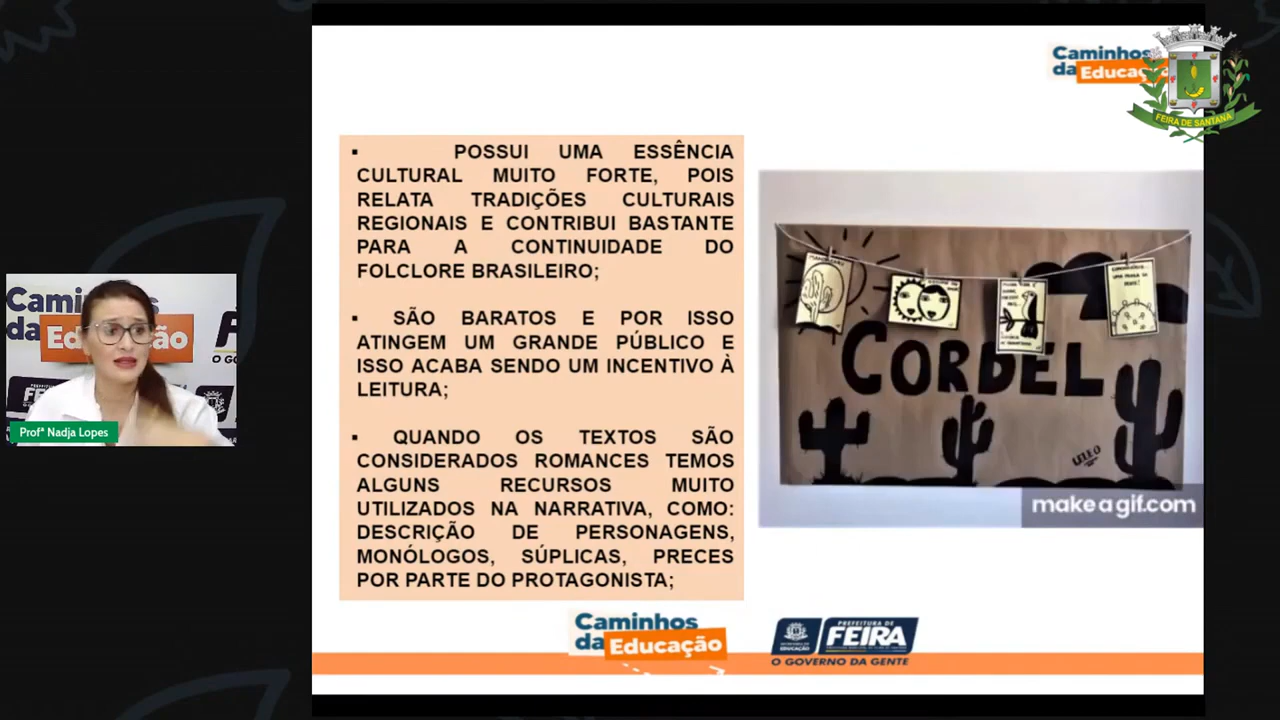 Caminhos
da Educação
FEIRA DE SANTANA
▪ POSSUI UMA ESSÊNCIA
CULTURAL MUITO FORTE, POIS
RELATA TRADIÇÕES CULTURAIS
REGIONAIS E CONTRIBUI BASTANTE
PARA A CONTINUIDADE DO
FOLCLORE BRASILEIRO;
▪ SÃO BARATOS E POR ISSO
ATINGEM UM GRANDE PÚBLICO E
ISSO ACABA SENDO UM INCENTIVO À
LEITURA;
▪ QUANDO OS TEXTOS SÃO
CONSIDERADOS ROMANCES TEMOS
ALGUNS RECURSOS MUITO
UTILIZADOS NA NARRATIVA, COMO:
DESCRIÇÃO DE PERSONAGENS,
MONÓLOGOS, SÚPLICAS, PRECES
POR PARTE DO PROTAGONISTA;
CORDEL
make a gif.com
da Educação
O GOV
Profª Nadja Lopes
Caminhos
da Educação
EDUCAÇÃO
PREFEITURA DE
FEIRA
O GOVERNO DA GENTE